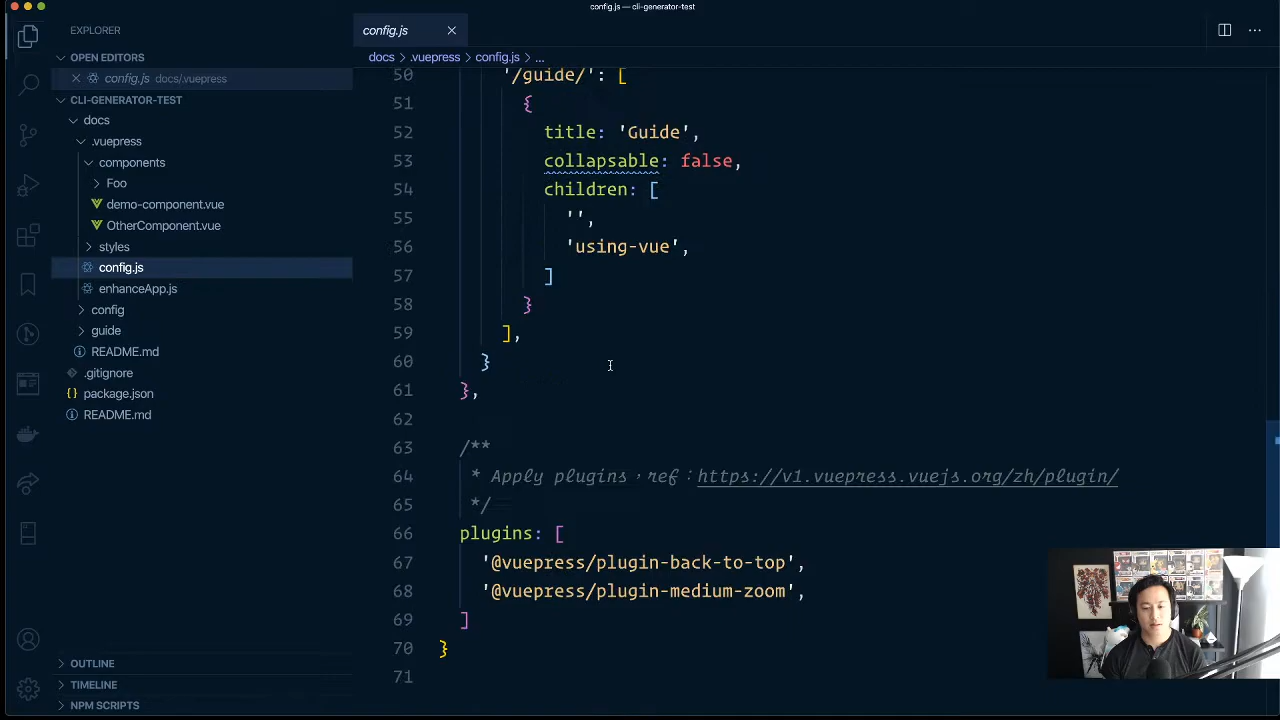 config.js — cli-generator-test
EXPLORER
OPEN EDITORS
config.js docs/.vuepress
CLI-GENERATOR-TEST
docs
.vuepress
components
Foo
demo-component.vue
OtherComponent.vue
styles
config.js
enhanceApp.js
config
guide
README.md
.gitignore
package.json
README.md
OUTLINE
TIMELINE
NPM SCRIPTS
config.js
docs > .vuepress > config.js > ...
50 '/guide/': [
51 {
52 title: 'Guide',
53 collapsable: false,
54 children: [
55 '',
56 'using-vue',
57 ]
58 }
59 ],
60 }
61 },
62
63 /**
64 * Apply plugins，ref：https://v1.vuepress.vuejs.org/zh/plugin/
65 */
66 plugins: [
67 '@vuepress/plugin-back-to-top',
68 '@vuepress/plugin-medium-zoom',
69 ]
70 }
71